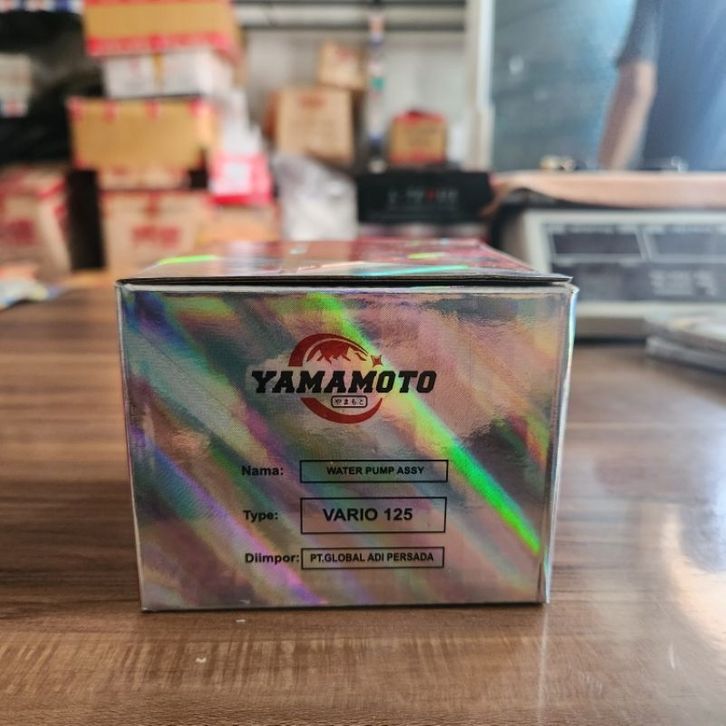 YAMAMOTO
やまもと
Nama: WATER PUMP ASSY
Type: VARIO 125
Diimpor: PT.GLOBAL ADI PERSADA